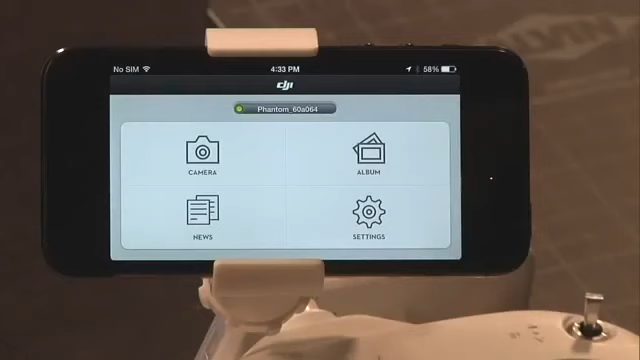 No SIM 4:33 PM 58%
dji
Phantom_60a064
CAMERA
ALBUM
NEWS
SETTINGS